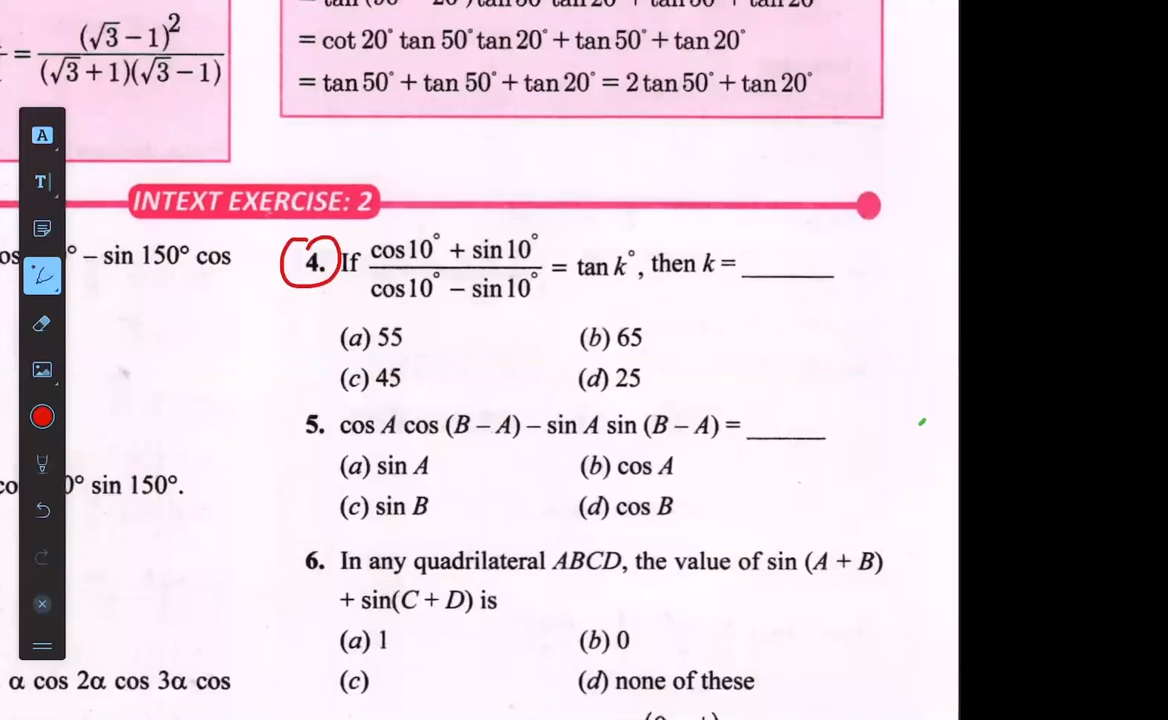 = (√3 − 1)² / (√3 + 1)(√3 − 1)
= cot 20° tan 50° tan 20° + tan 50° + tan 20°
= tan 50° + tan 50° + tan 20° = 2 tan 50° + tan 20°
A
T
INTEXT EXERCISE: 2
° − sin 150° cos
4. If (cos 10° + sin 10°) / (cos 10° − sin 10°) = tan k°, then k = ______
(a) 55 (b) 65
(c) 45 (d) 25
5. cos A cos (B − A) − sin A sin (B − A) = ______
(a) sin A (b) cos A
0° sin 150°.
(c) sin B (d) cos B
6. In any quadrilateral ABCD, the value of sin (A + B)
+ sin(C + D) is
(a) 1 (b) 0
α cos 2α cos 3α cos
(c) (d) none of these